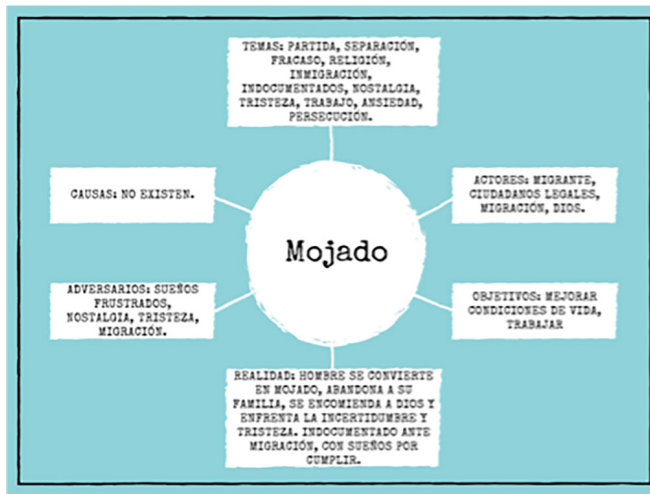 TEMAS: PARTIDA, SEPARACIÓN,
FRACASO, RELIGIÓN,
INMIGRACIÓN,
INDOCUMENTADOS, NOSTALGIA,
TRISTEZA, TRABAJO, ANSIEDAD,
PERSECUCIÓN.
CAUSAS: NO EXISTEN.
ACTORES: MIGRANTE,
CIUDADANOS LEGALES,
MIGRACIÓN, DIOS.
Mojado
ADVERSARIOS: SUEÑOS
FRUSTRADOS,
NOSTALGIA, TRISTEZA,
MIGRACIÓN.
OBJETIVOS: MEJORAR
CONDICIONES DE VIDA,
TRABAJAR
REALIDAD: HOMBRE SE CONVIERTE
EN MOJADO, ABANDONA A SU
FAMILIA, SE ENCOMIENDA A DIOS Y
ENFRENTA LA INCERTIDUMBRE Y
TRISTEZA. INDOCUMENTADO ANTE
MIGRACIÓN, CON SUEÑOS POR
CUMPLIR.